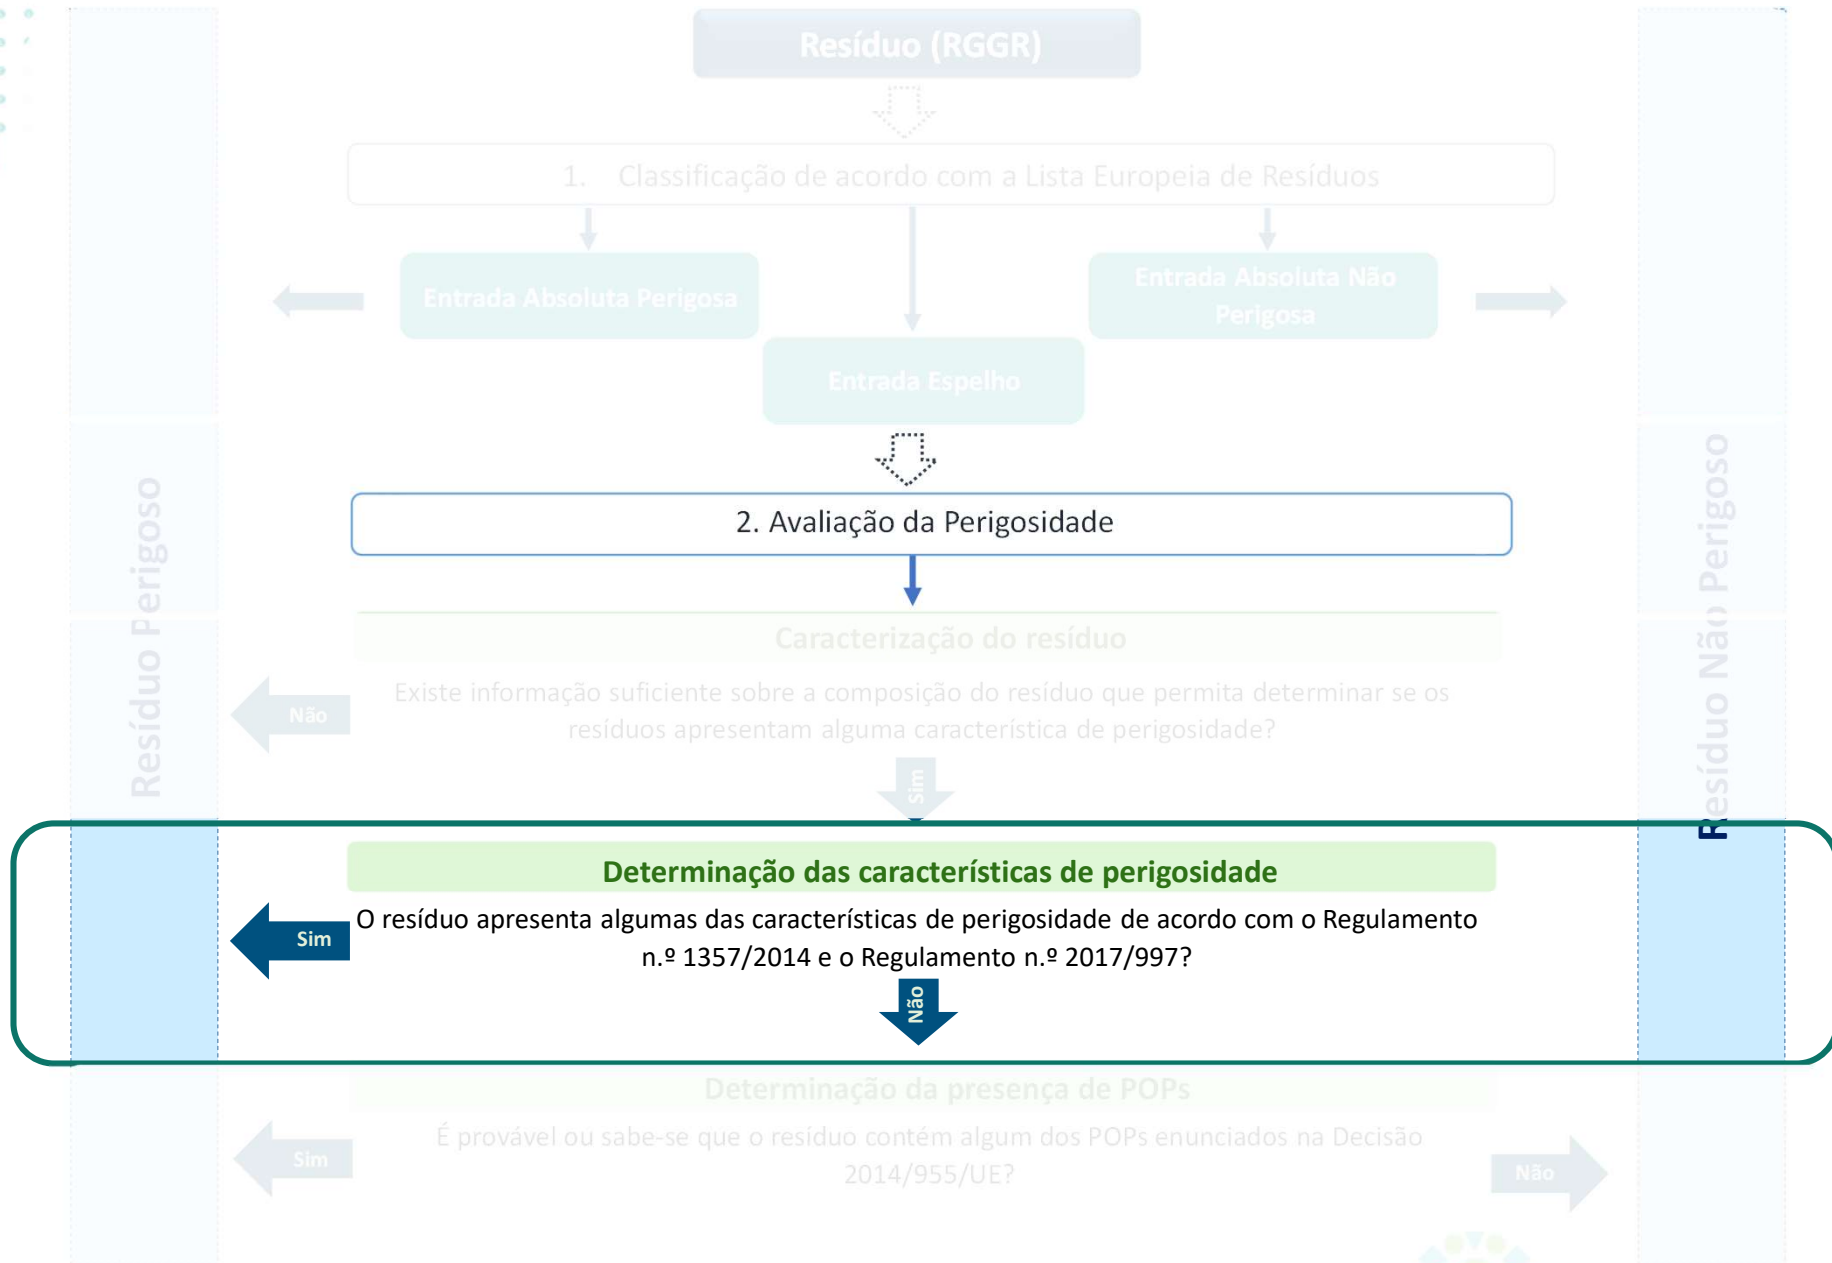 Resíduo (RGGR)
1. Classificação de acordo com a Lista Europeia de Resíduos
Entrada Absoluta Perigosa
Entrada Absoluta Não
Perigosa
Entrada Espelho
2. Avaliação da Perigosidade
Caracterização do resíduo
Existe informação suficiente sobre a composição do resíduo que permita determinar se os
resíduos apresentam alguma característica de perigosidade?
Não
Sim
Determinação das características de perigosidade
O resíduo apresenta algumas das características de perigosidade de acordo com o Regulamento
n.º 1357/2014 e o Regulamento n.º 2017/997?
Sim
Não
Determinação da presença de POPs
É provável ou sabe-se que o resíduo contém algum dos POPs enunciados na Decisão
2014/955/UE?
Sim
Não
Resíduo Perigoso
Resíduo Não Perigoso